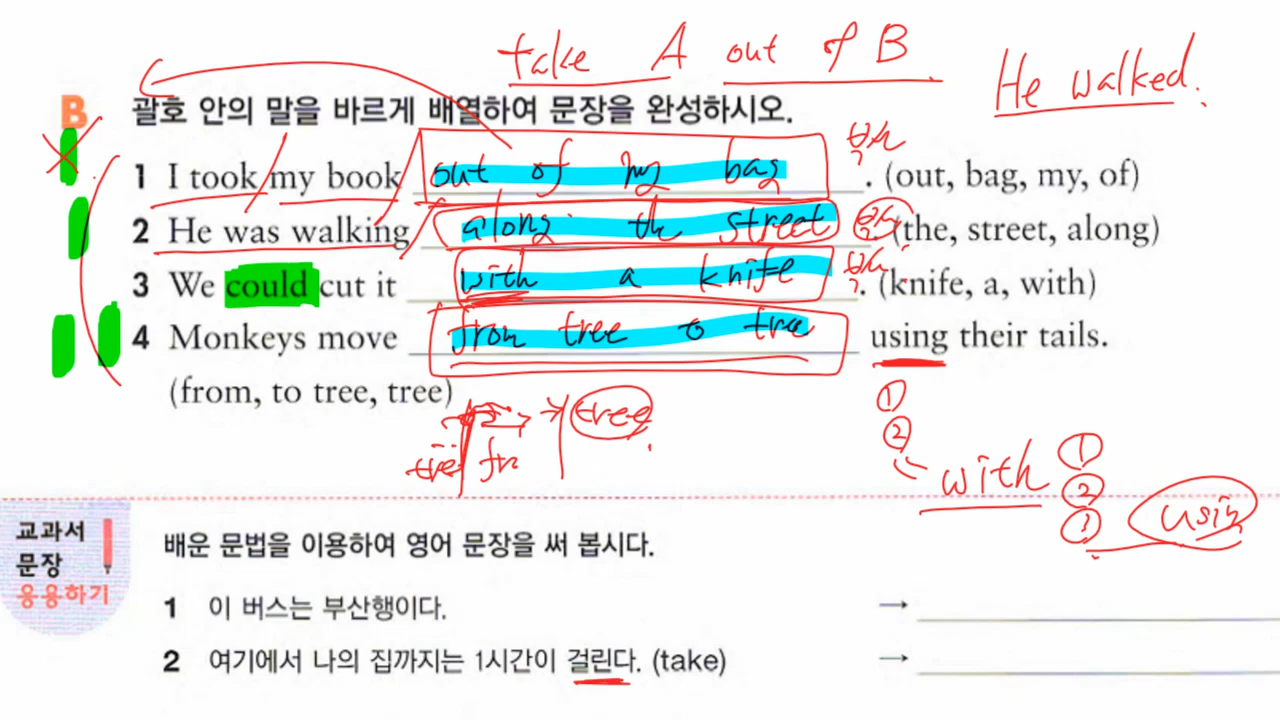 take A out of B
He walked.
B 괄호 안의 말을 바르게 배열하여 문장을 완성하시오.
1 I took my book out of my bag . (out, bag, my, of)
2 He was walking along the street (the, street, along)
3 We could cut it with a knife . (knife, a, with)
4 Monkeys move from tree to tree using their tails.
(from, to tree, tree)
tree
①
②
with ①
②
교과서
문장
응용하기
배운 문법을 이용하여 영어 문장을 써 봅시다.
1 이 버스는 부산행이다. →
2 여기에서 나의 집까지는 1시간이 걸린다. (take) →